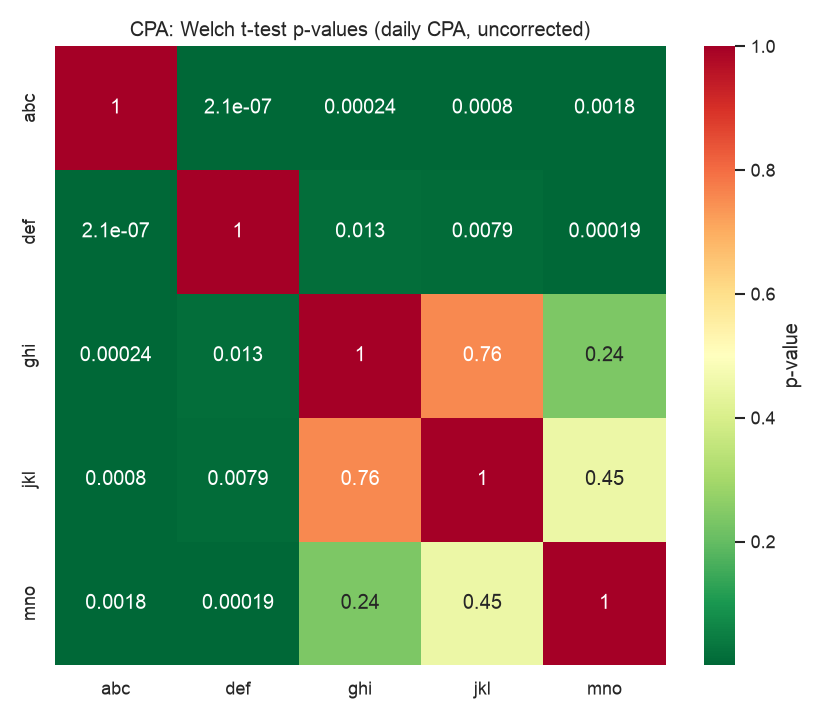 CPA: Welch t-test p-values (daily CPA, uncorrected)
abc 1 2.1e-07 0.00024 0.0008 0.0018
def 2.1e-07 1 0.013 0.0079 0.00019
ghi 0.00024 0.013 1 0.76 0.24
jkl 0.0008 0.0079 0.76 1 0.45
mno 0.0018 0.00019 0.24 0.45 1
abc def ghi jkl mno
1.0
0.8
0.6
0.4
0.2
p-value